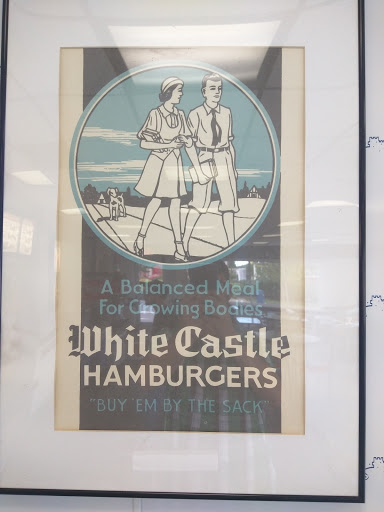 A Balanced Meal
For Growing Bodies
White Castle
HAMBURGERS
"BUY 'EM BY THE SACK"